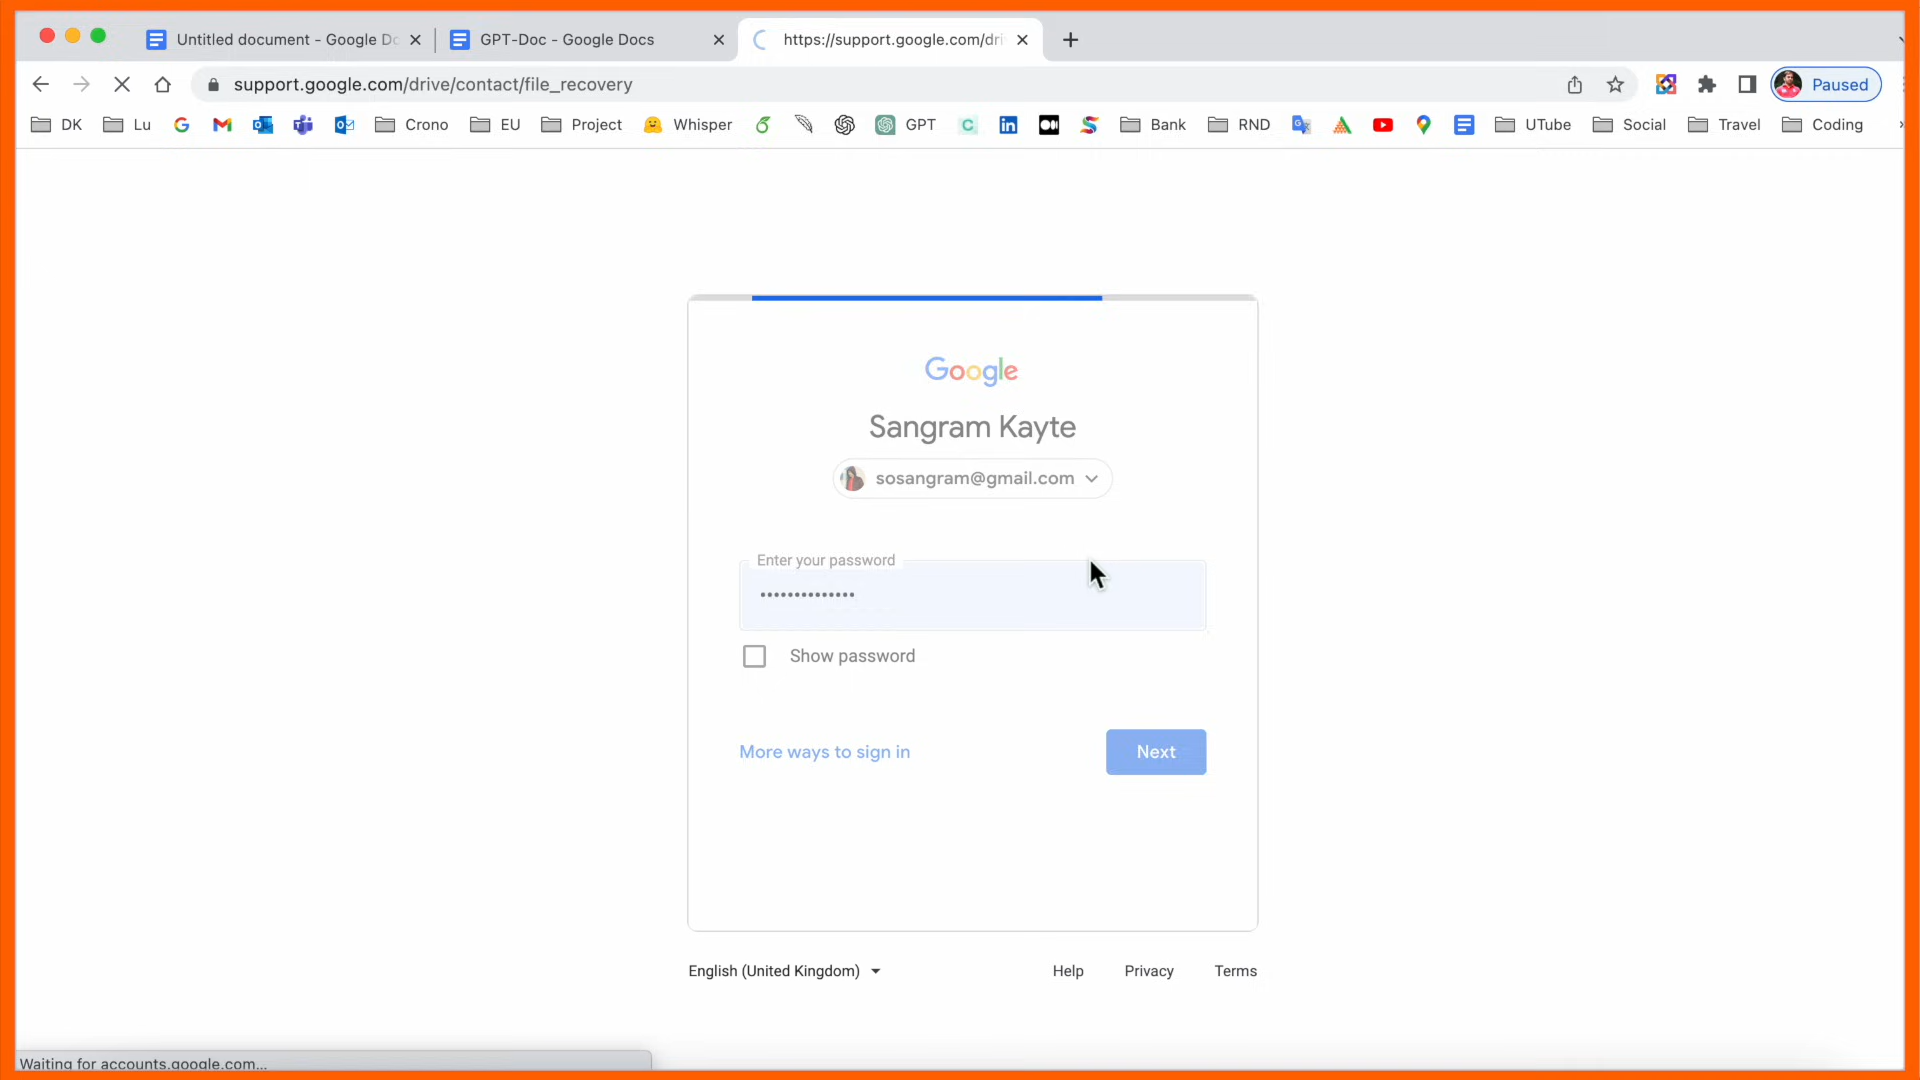 Untitled document - Google Do
GPT-Doc - Google Docs
https://support.google.com/dri
support.google.com/drive/contact/file_recovery
Paused
DK
Lu
Crono
EU
Project
Whisper
GPT
Bank
RND
UTube
Social
Travel
Coding
Google
Sangram Kayte
sosangram@gmail.com
Enter your password
Show password
More ways to sign in
Next
English (United Kingdom)
Help
Privacy
Terms
Waiting for accounts.google.com...